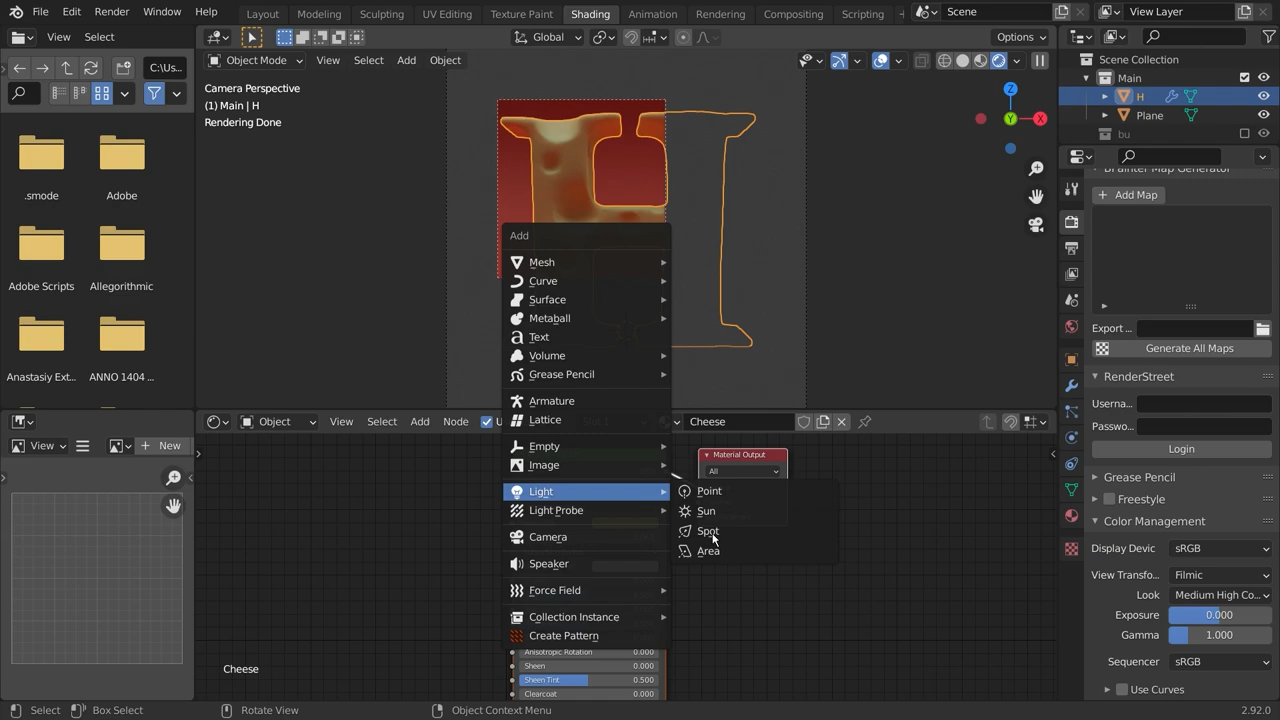 File
Edit
Render
Window
Help
Layout
Modeling
Sculpting
UV Editing
Texture Paint
Shading
Animation
Rendering
Compositing
Scripting
Scene
View Layer
View
Select
Global
Options
C:\Us...
Object Mode
View
Select
Add
Object
Camera Perspective
(1) Main | H
Rendering Done
Z
Y
X
Scene Collection
Main
H
Plane
bu
.smode
Adobe
Adobe Scripts
Allegorithmic
Anastasiy Ext...
ANNO 1404 ...
Add
Mesh
Curve
Surface
Metaball
Text
Volume
Grease Pencil
Armature
Lattice
Empty
Image
Light
Light Probe
Camera
Speaker
Force Field
Collection Instance
Create Pattern
Point
Sun
Spot
Area
Object
View
Select
Add
Node
Cheese
Material Output
All
View
New
Cheese
Anisotropic Rotation 0.000
Sheen 0.000
Sheen Tint 0.500
Clearcoat 0.000
Add Map
Export ...
Generate All Maps
RenderStreet
Userna...
Passwo...
Login
Grease Pencil
Freestyle
Color Management
Display Devic sRGB
View Transfo... Filmic
Look Medium High Co...
Exposure 0.000
Gamma 1.000
Sequencer sRGB
Use Curves
Select
Box Select
Rotate View
Object Context Menu
2.92.0